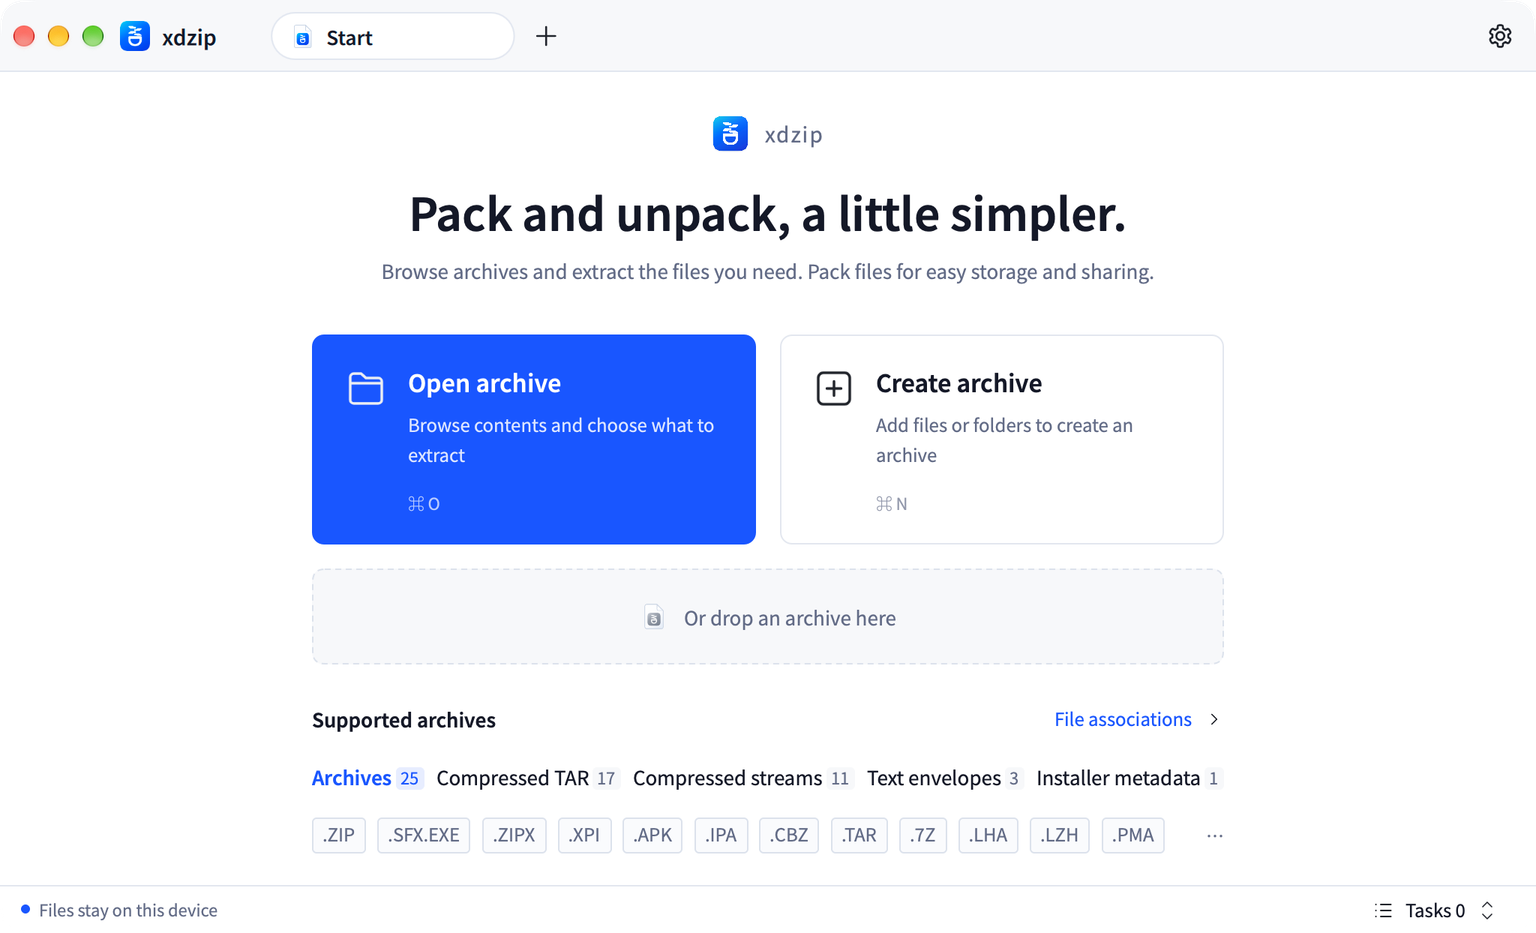 xdzip
Start
xdzip
Pack and unpack, a little simpler.
Browse archives and extract the files you need. Pack files for easy storage and sharing.
Open archive
Browse contents and choose what to
extract
⌘ O
Create archive
Add files or folders to create an
archive
⌘ N
Or drop an archive here
Supported archives
File associations
Archives 25 Compressed TAR 17 Compressed streams 11 Text envelopes 3 Installer metadata 1
.ZIP .SFX.EXE .ZIPX .XPI .APK .IPA .CBZ .TAR .7Z .LHA .LZH .PMA ...
Files stay on this device
Tasks 0